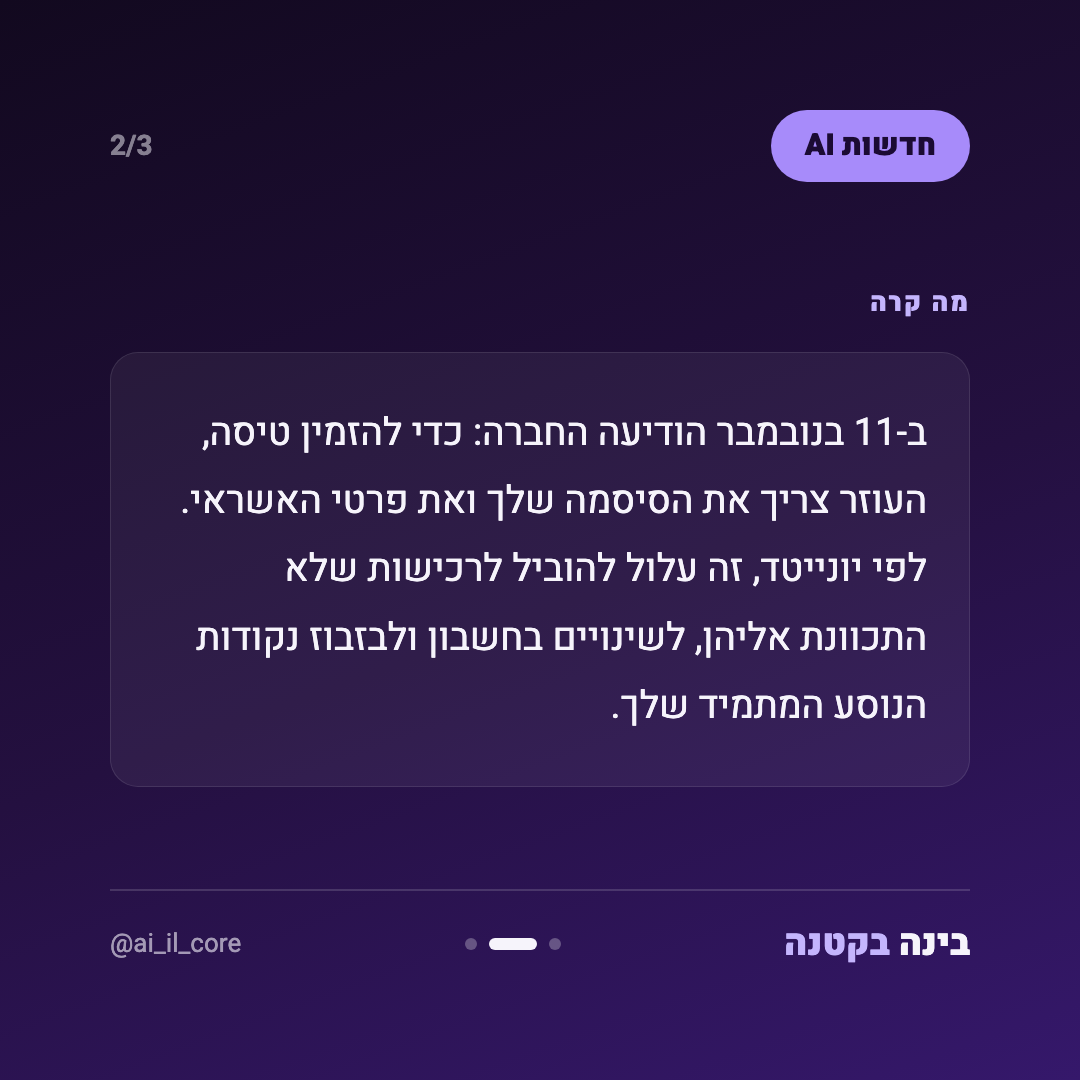 חדשות AI
2/3
מה קרה
ב-11 בנובמבר הודיעה החברה: כדי להזמין טיסה,
העוזר צריך את הסיסמה שלך ואת פרטי האשראי.
לפי יונייטד, זה עלול להוביל לרכישות שלא
התכוונת אליהן, לשינויים בחשבון ולבזבוז נקודות
הנוסע המתמיד שלך.
בינה בקטנה
@ai_il_core